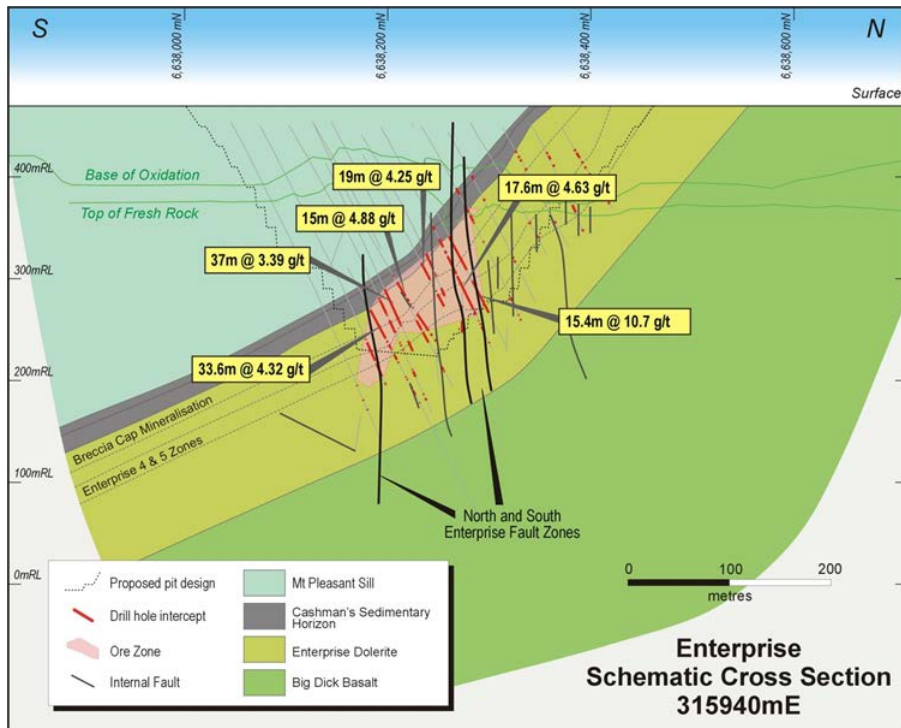 S
N
6,638,000 mN
6,638,200 mN
6,638,400 mN
6,638,600 mN
Surface
400mRL
Base of Oxidation
Top of Fresh Rock
19m @ 4.25 g/t
17.6m @ 4.63 g/t
15m @ 4.88 g/t
37m @ 3.39 g/t
300mRL
15.4m @ 10.7 g/t
33.6m @ 4.32 g/t
200mRL
Breccia Cap Mineralisation
Enterprise 4 & 5 Zones
100mRL
North and South
Enterprise Fault Zones
0mRL
Proposed pit design
Drill hole intercept
Ore Zone
Internal Fault
Mt Pleasant Sill
Cashman's Sedimentary
Horizon
Enterprise Dolerite
Big Dick Basalt
0 100 200
metres
Enterprise
Schematic Cross Section
315940mE